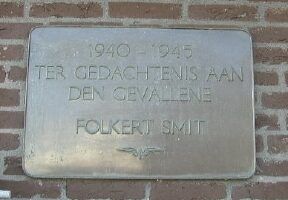 1940 - 1945
TER GEDACHTENIS AAN
DEN GEVALLENE
FOLKERT SMIT